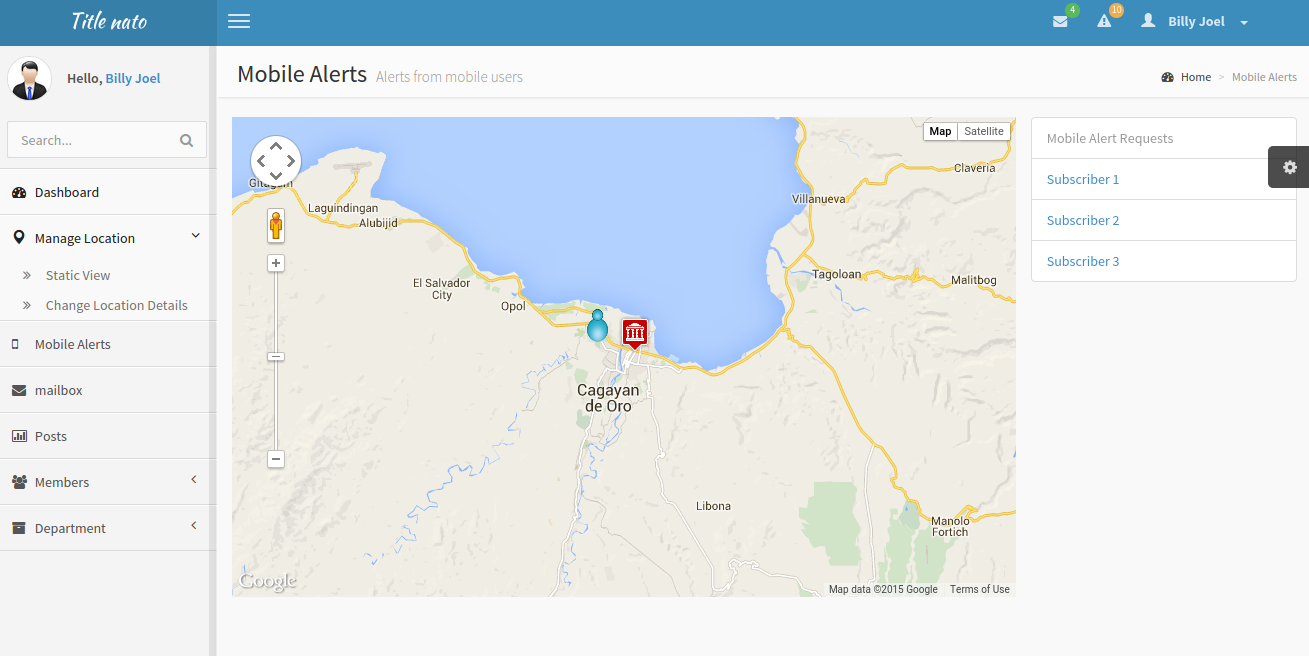 Title nato
4
10
Billy Joel
Hello, Billy Joel
Search...
Dashboard
Manage Location
Static View
Change Location Details
Mobile Alerts
mailbox
Posts
Members
Department
Mobile Alerts Alerts from mobile users
Home > Mobile Alerts
Map Satellite
Claveria
Laguindingan
Alubijid
Villanueva
El Salvador
City
Opol
Tagoloan
Malitbog
Cagayan
de Oro
Libona
Manolo
Fortich
Google
Map data ©2015 Google Terms of Use
Mobile Alert Requests
Subscriber 1
Subscriber 2
Subscriber 3